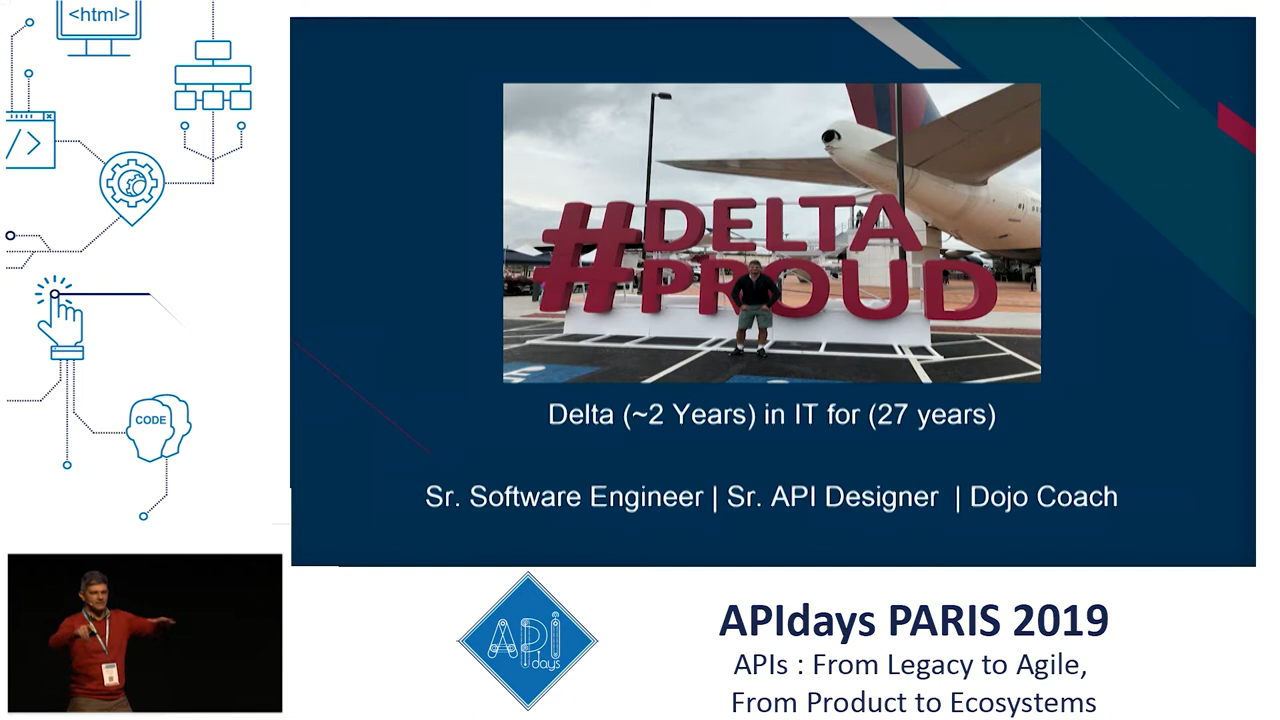 <html>
/>
CODE
#DELTA
PROUD
Delta (~2 Years) in IT for (27 years)
Sr. Software Engineer | Sr. API Designer | Dojo Coach
API
days
APIdays PARIS 2019
APIs : From Legacy to Agile,
From Product to Ecosystems